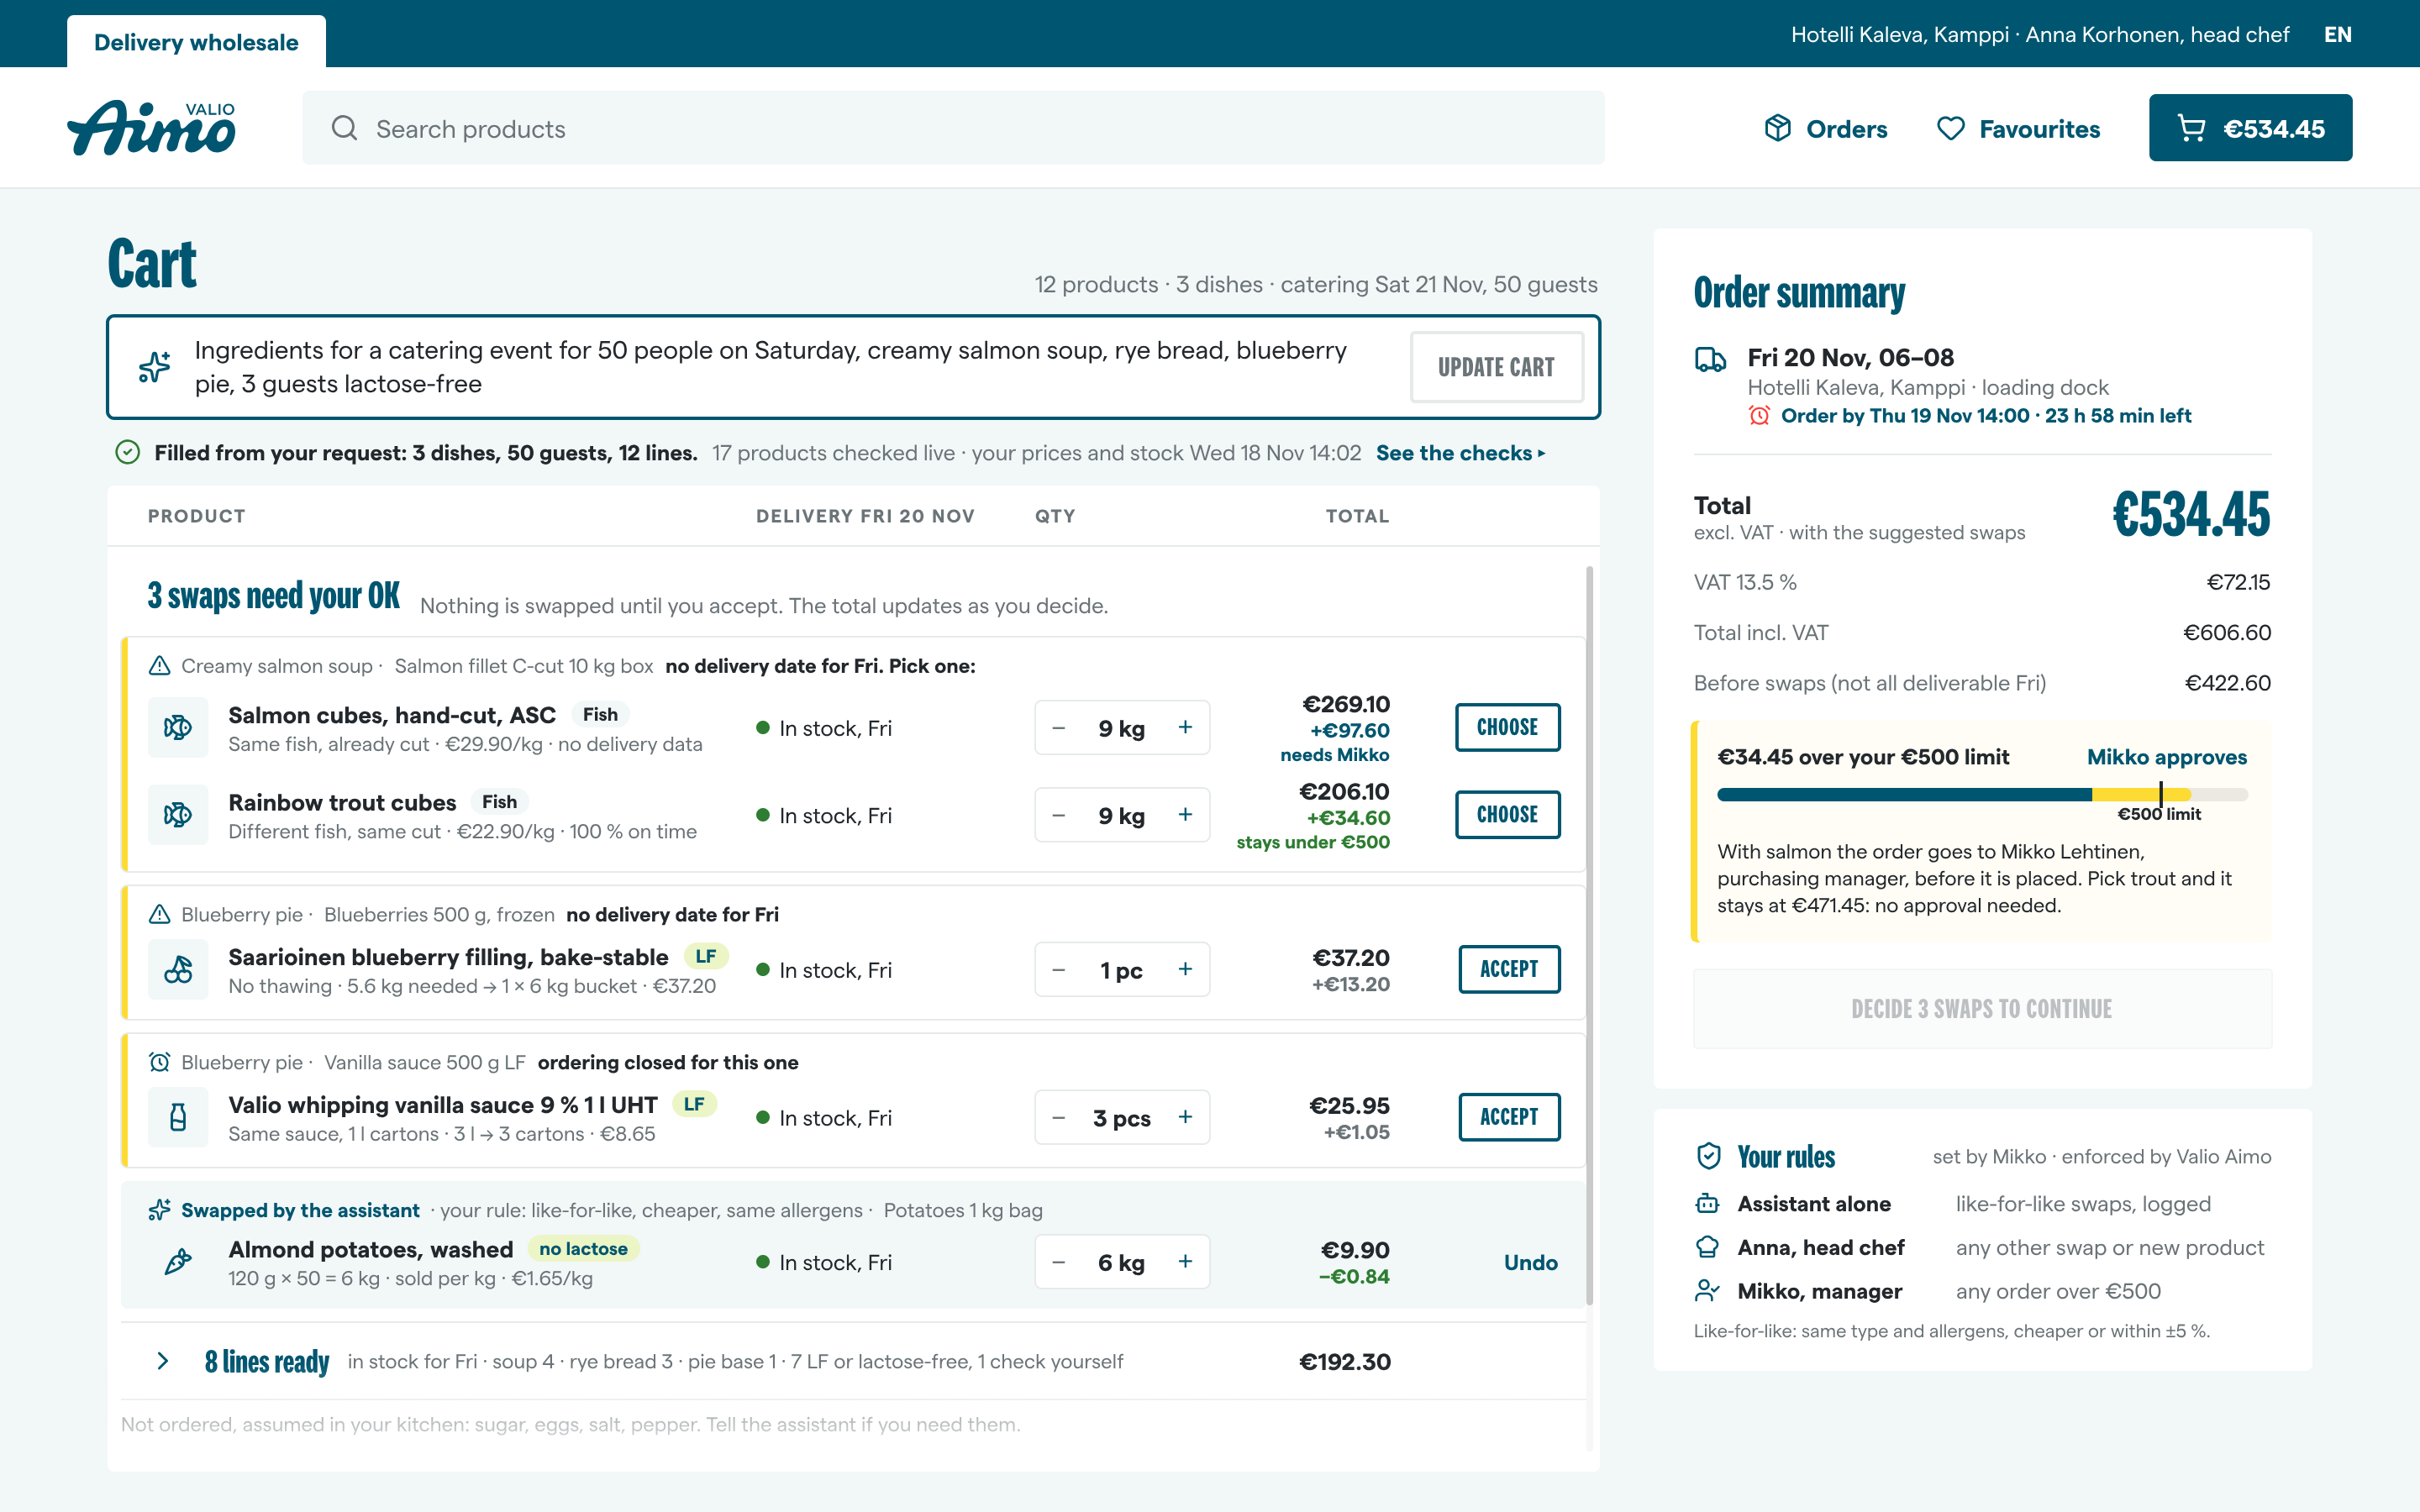 Delivery wholesale
Hotelli Kaleva, Kamppi · Anna Korhonen, head chef EN
VALIO
Aimo
Search products
Orders
Favourites
€534.45
Cart
12 products · 3 dishes · catering Sat 21 Nov, 50 guests
Ingredients for a catering event for 50 people on Saturday, creamy salmon soup, rye bread, blueberry
pie, 3 guests lactose-free
UPDATE CART
Filled from your request: 3 dishes, 50 guests, 12 lines. 17 products checked live · your prices and stock Wed 18 Nov 14:02 See the checks ▸
PRODUCT DELIVERY FRI 20 NOV QTY TOTAL
3 swaps need your OK Nothing is swapped until you accept. The total updates as you decide.
Creamy salmon soup · Salmon fillet C-cut 10 kg box no delivery date for Fri. Pick one:
Salmon cubes, hand-cut, ASC Fish
Same fish, already cut · €29.90/kg · no delivery data
In stock, Fri
− 9 kg +
€269.10
+€97.60
needs Mikko
CHOOSE
Rainbow trout cubes Fish
Different fish, same cut · €22.90/kg · 100 % on time
In stock, Fri
− 9 kg +
€206.10
+€34.60
stays under €500
CHOOSE
Blueberry pie · Blueberries 500 g, frozen no delivery date for Fri
Saarioinen blueberry filling, bake-stable LF
No thawing · 5.6 kg needed → 1 × 6 kg bucket · €37.20
In stock, Fri
− 1 pc +
€37.20
+€13.20
ACCEPT
Blueberry pie · Vanilla sauce 500 g LF ordering closed for this one
Valio whipping vanilla sauce 9 % 1 l UHT LF
Same sauce, 1 l cartons · 3 l → 3 cartons · €8.65
In stock, Fri
− 3 pcs +
€25.95
+€1.05
ACCEPT
Swapped by the assistant · your rule: like-for-like, cheaper, same allergens · Potatoes 1 kg bag
Almond potatoes, washed no lactose
120 g × 50 = 6 kg · sold per kg · €1.65/kg
In stock, Fri
− 6 kg +
€9.90
−€0.84
Undo
8 lines ready in stock for Fri · soup 4 · rye bread 3 · pie base 1 · 7 LF or lactose-free, 1 check yourself €192.30
Not ordered, assumed in your kitchen: sugar, eggs, salt, pepper. Tell the assistant if you need them.
Order summary
Fri 20 Nov, 06–08
Hotelli Kaleva, Kamppi · loading dock
Order by Thu 19 Nov 14:00 · 23 h 58 min left
Total €534.45
excl. VAT · with the suggested swaps
VAT 13.5 % €72.15
Total incl. VAT €606.60
Before swaps (not all deliverable Fri) €422.60
€34.45 over your €500 limit Mikko approves
€500 limit
With salmon the order goes to Mikko Lehtinen,
purchasing manager, before it is placed. Pick trout and it
stays at €471.45: no approval needed.
DECIDE 3 SWAPS TO CONTINUE
Your rules set by Mikko · enforced by Valio Aimo
Assistant alone like-for-like swaps, logged
Anna, head chef any other swap or new product
Mikko, manager any order over €500
Like-for-like: same type and allergens, cheaper or within ±5 %.